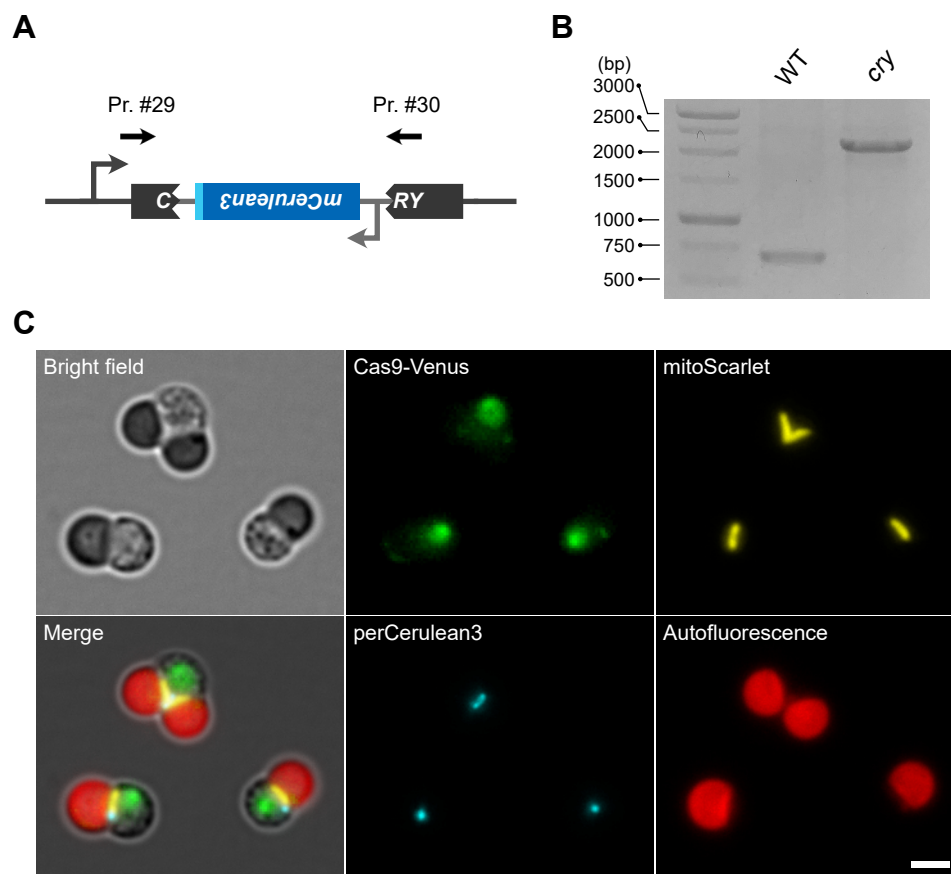 A
Pr. #29
Pr. #30
C
mCerulean3
RY
B
(bp)
WT
cry
3000
2500
2000
1500
1000
750
500
C
Bright field
Cas9-Venus
mitoScarlet
Merge
perCerulean3
Autofluorescence